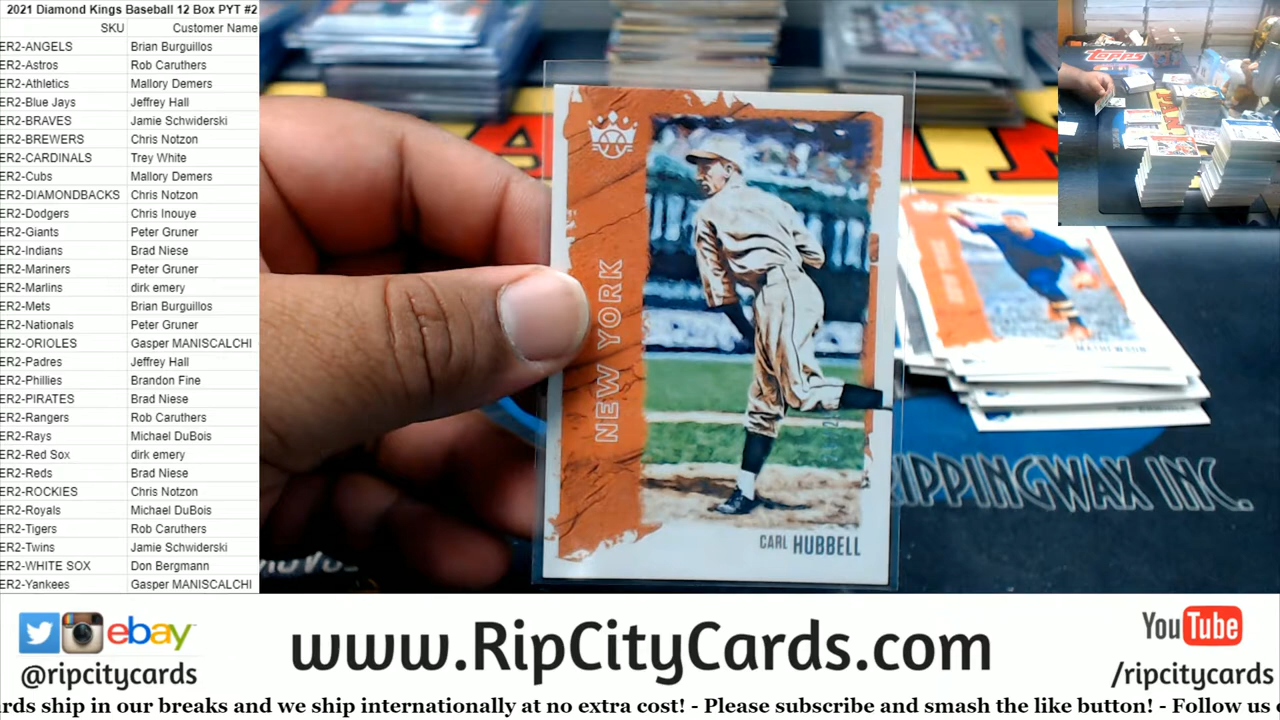 2021 Diamond Kings Baseball 12 Box PYT #2
SKU Customer Name
ER2-ANGELS Brian Burguillos
ER2-Astros Rob Caruthers
ER2-Athletics Mallory Demers
ER2-Blue Jays Jeffrey Hall
ER2-BRAVES Jamie Schwiderski
ER2-BREWERS Chris Notzon
ER2-CARDINALS Trey White
ER2-Cubs Mallory Demers
ER2-DIAMONDBACKS Chris Notzon
ER2-Dodgers Chris Inouye
ER2-Giants Peter Gruner
ER2-Indians Brad Niese
ER2-Mariners Peter Gruner
ER2-Marlins dirk emery
ER2-Mets Brian Burguillos
ER2-Nationals Peter Gruner
ER2-ORIOLES Gasper MANISCALCHI
ER2-Padres Jeffrey Hall
ER2-Phillies Brandon Fine
ER2-PIRATES Brad Niese
ER2-Rangers Rob Caruthers
ER2-Rays Michael DuBois
ER2-Red Sox dirk emery
ER2-Reds Brad Niese
ER2-ROCKIES Chris Notzon
ER2-Royals Michael DuBois
ER2-Tigers Rob Caruthers
ER2-Twins Jamie Schwiderski
ER2-WHITE SOX Don Bergmann
ER2-Yankees Gasper MANISCALCHI
NEW YORK
CARL HUBBELL
MATHEWSON
RIPPINGWAX INC.
Topps
ebay
@ripcitycards
www.RipCityCards.com
YouTube
/ripcitycards
rds ship in our breaks and we ship internationally at no extra cost! - Please subscribe and smash the like button! - Follow us